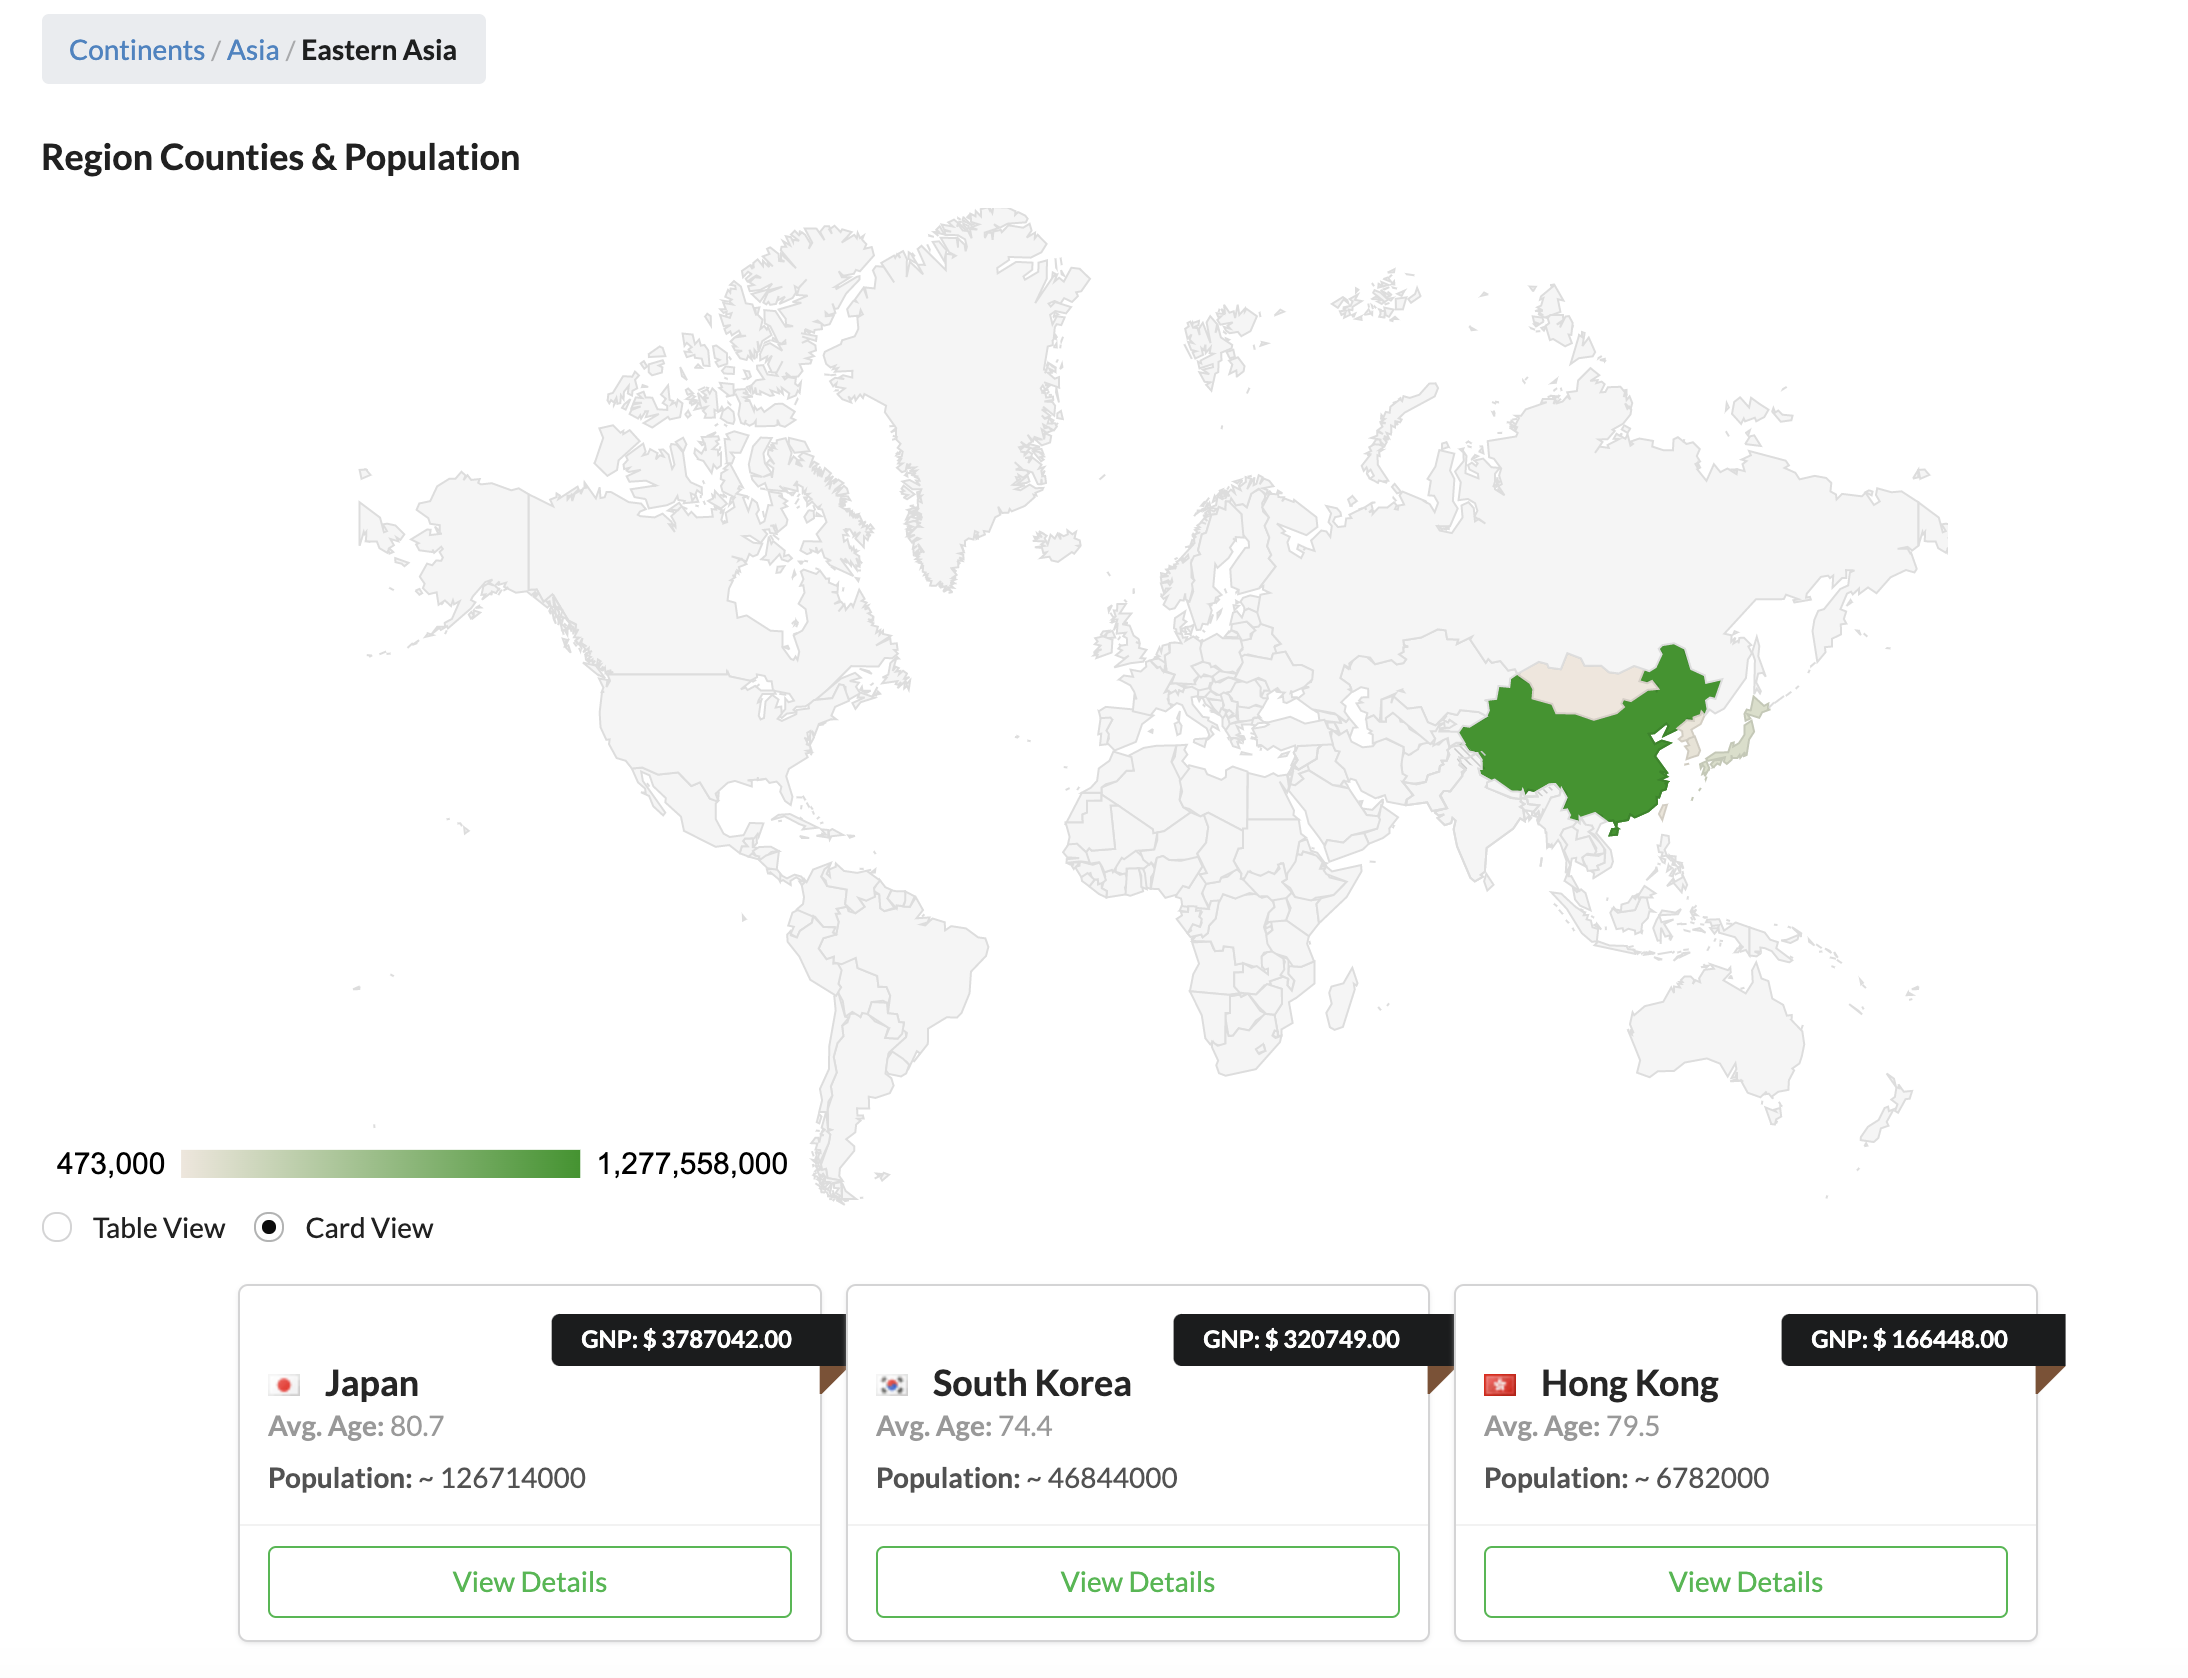 Continents / Asia / Eastern Asia
Region Counties & Population
473,000 1,277,558,000
Table View Card View
GNP: $ 3787042.00
Japan
Avg. Age: 80.7
Population: ~ 126714000
View Details
GNP: $ 320749.00
South Korea
Avg. Age: 74.4
Population: ~ 46844000
View Details
GNP: $ 166448.00
Hong Kong
Avg. Age: 79.5
Population: ~ 6782000
View Details